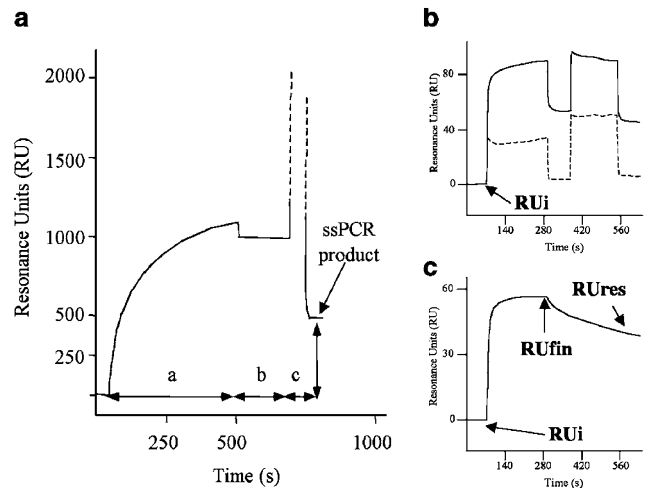 a
2000
1500
1000
500
250
Resonance Units (RU)
ssPCR
product
a
b
c
250
500
1000
Time (s)
b
80
40
0
Resonance Units (RU)
RUi
140
280
420
560
Time (s)
c
60
30
0
Resonance Units (RU)
RUres
RUfin
RUi
140
280
420
560
Time (s)